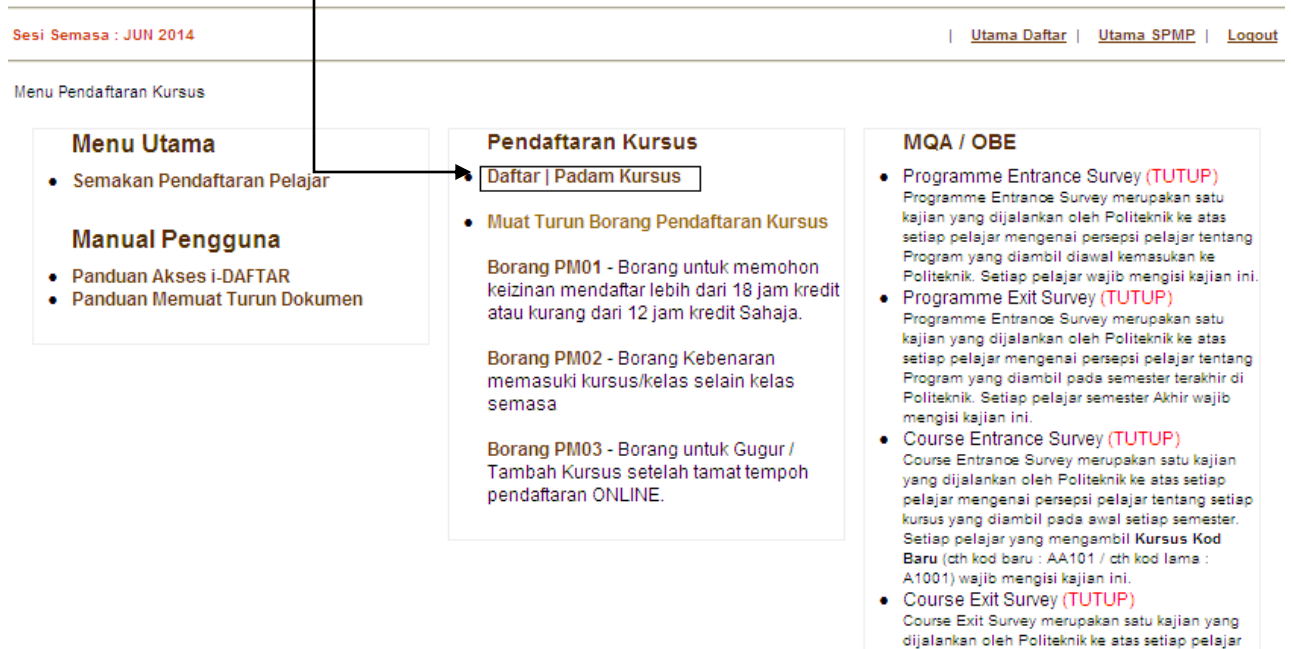 Sesi Semasa : JUN 2014
| Utama Daftar | Utama SPMP | Logout
Menu Pendaftaran Kursus
Menu Utama
• Semakan Pendaftaran Pelajar
Manual Pengguna
• Panduan Akses i-DAFTAR
• Panduan Memuat Turun Dokumen
Pendaftaran Kursus
• Daftar | Padam Kursus
• Muat Turun Borang Pendaftaran Kursus
Borang PM01 - Borang untuk memohon
keizinan mendaftar lebih dari 18 jam kredit
atau kurang dari 12 jam kredit Sahaja.
Borang PM02 - Borang Kebenaran
memasuki kursus/kelas selain kelas
semasa
Borang PM03 - Borang untuk Gugur /
Tambah Kursus setelah tamat tempoh
pendaftaran ONLINE.
MQA / OBE
• Programme Entrance Survey (TUTUP)
Programme Entrance Survey merupakan satu
kajian yang dijalankan oleh Politeknik ke atas
setiap pelajar mengenai persepsi pelajar tentang
Program yang diambil diawal kemasukan ke
Politeknik. Setiap pelajar wajib mengisi kajian ini.
• Programme Exit Survey (TUTUP)
Programme Entrance Survey merupakan satu
kajian yang dijalankan oleh Politeknik ke atas
setiap pelajar mengenai persepsi pelajar tentang
Program yang diambil pada semester terakhir di
Politeknik. Setiap pelajar semester Akhir wajib
mengisi kajian ini.
• Course Entrance Survey (TUTUP)
Course Entrance Survey merupakan satu kajian
yang dijalankan oleh Politeknik ke atas setiap
pelajar mengenai persepsi pelajar tentang setiap
kursus yang diambil pada awal setiap semester.
Setiap pelajar yang mengambil Kursus Kod
Baru (cth kod baru : AA101 / cth kod lama :
A1001) wajib mengisi kajian ini.
• Course Exit Survey (TUTUP)
Course Exit Survey merupakan satu kajian yang
dijalankan oleh Politeknik ke atas setiap pelajar